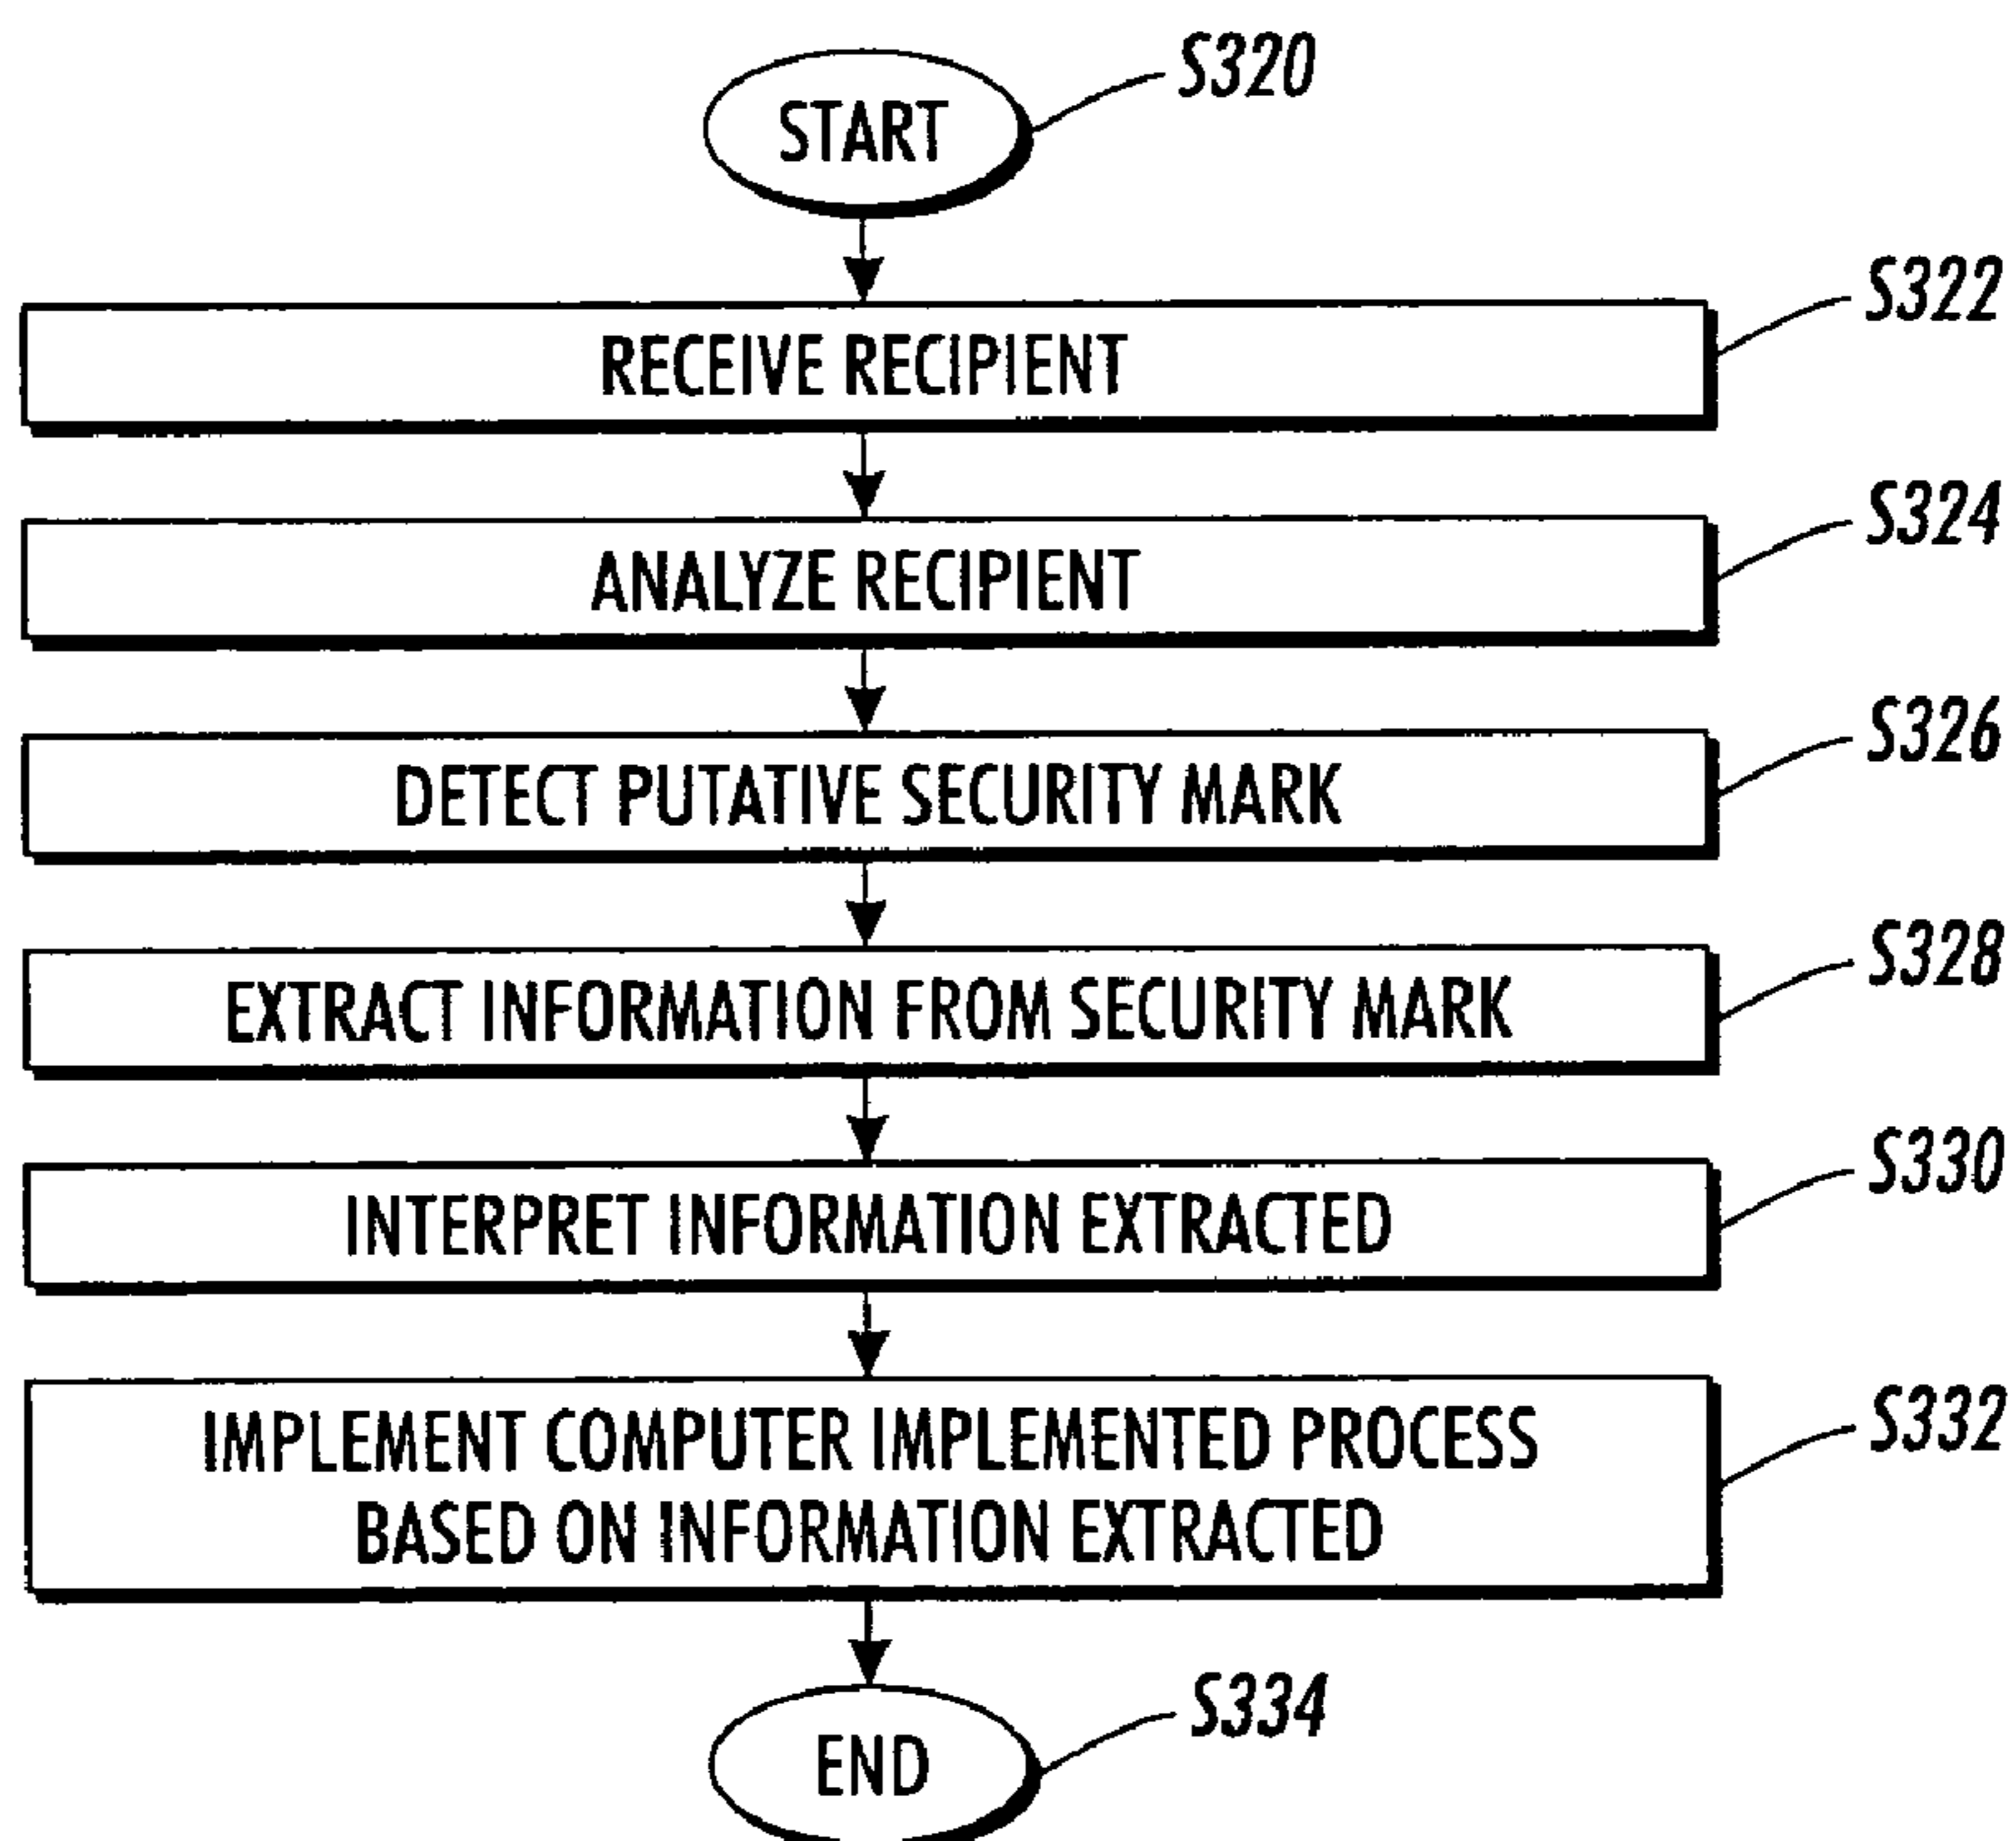 START
S320
RECEIVE RECIPIENT
S322
ANALYZE RECIPIENT
S324
DETECT PUTATIVE SECURITY MARK
S326
EXTRACT INFORMATION FROM SECURITY MARK
S328
INTERPRET INFORMATION EXTRACTED
S330
IMPLEMENT COMPUTER IMPLEMENTED PROCESS
BASED ON INFORMATION EXTRACTED
S332
END
S334